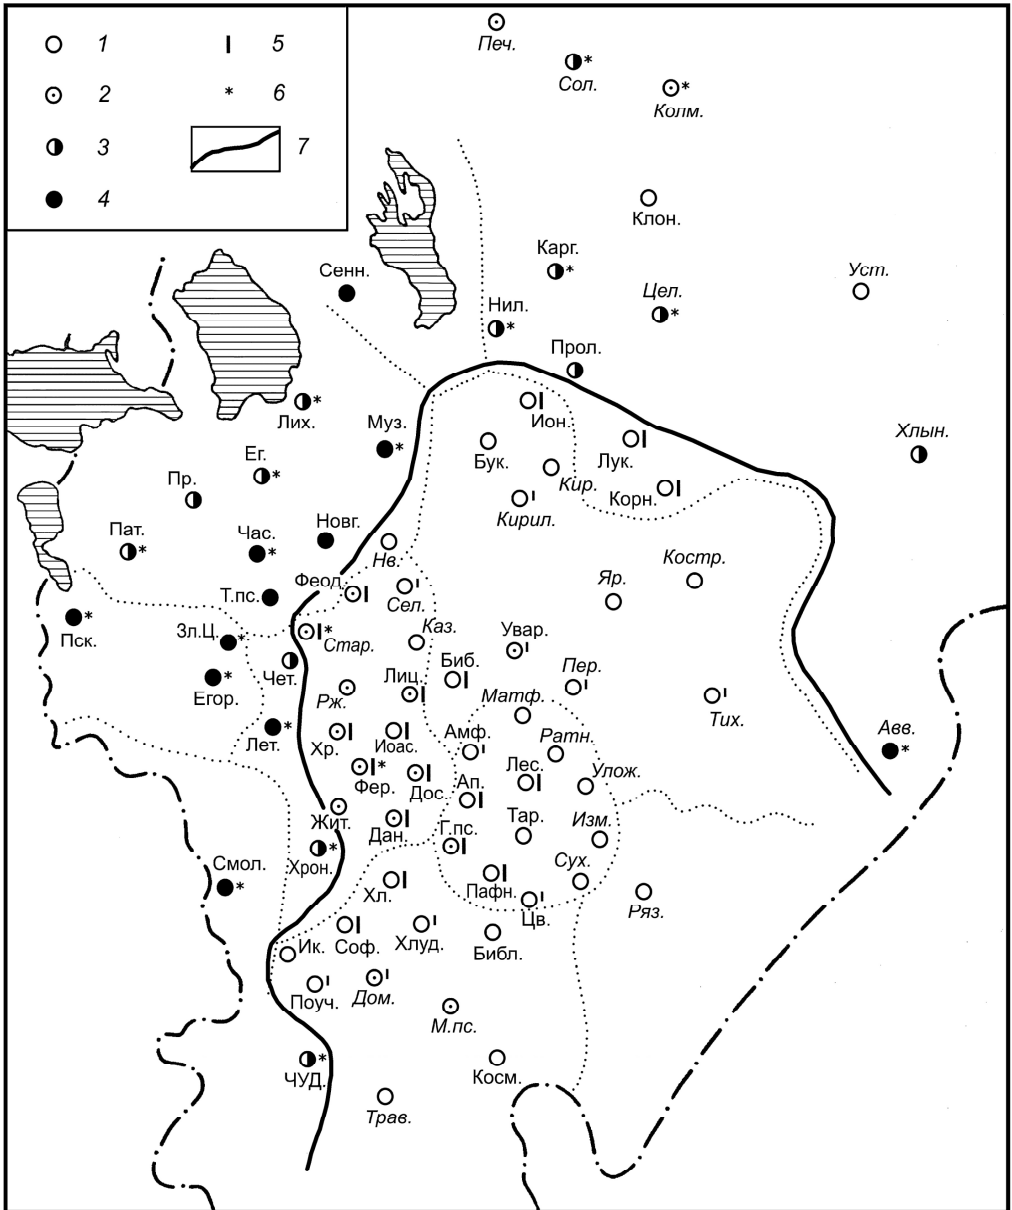 1
5
2
* 6
3
7
4
Печ.
*
Сол.
*
Колм.
Клон.
Карг.
*
Сенн.
Уст.
Цел.
*
Нил.
*
Прол.
*
Лих.
Ион.
Муз.
*
Хлын.
Бук.
Лук.
Ег.
*
Кир.
Пр.
Корн.
Кирил.
Пат.
*
Час.
*
Новг.
Нв.
Костр.
Феод.
Сел.
Яр.
Т.пс.
*
Пск.
Зл.Ц.
*
*
Стар.
Каз.
Увар.
Чет.
Егор.
*
Рж.
Лиц.
Биб.
Пер.
Матф.
Тих.
Лет.
*
Хр.
Иоас.
Амф.
Ратн.
Авв.
*
*
Фер.
Дос.
Ап.
Лес.
Улож.
Жит.
Дан.
Г.пс.
Тар.
Изм.
*
Хрон.
Смол.
*
Хл.
Пафн.
Сух.
Цв.
Ряз.
Ик.
Соф.
Хлуд.
Библ.
Поуч.
Дом.
М.пс.
*
ЧУД.
Косм.
Трав.